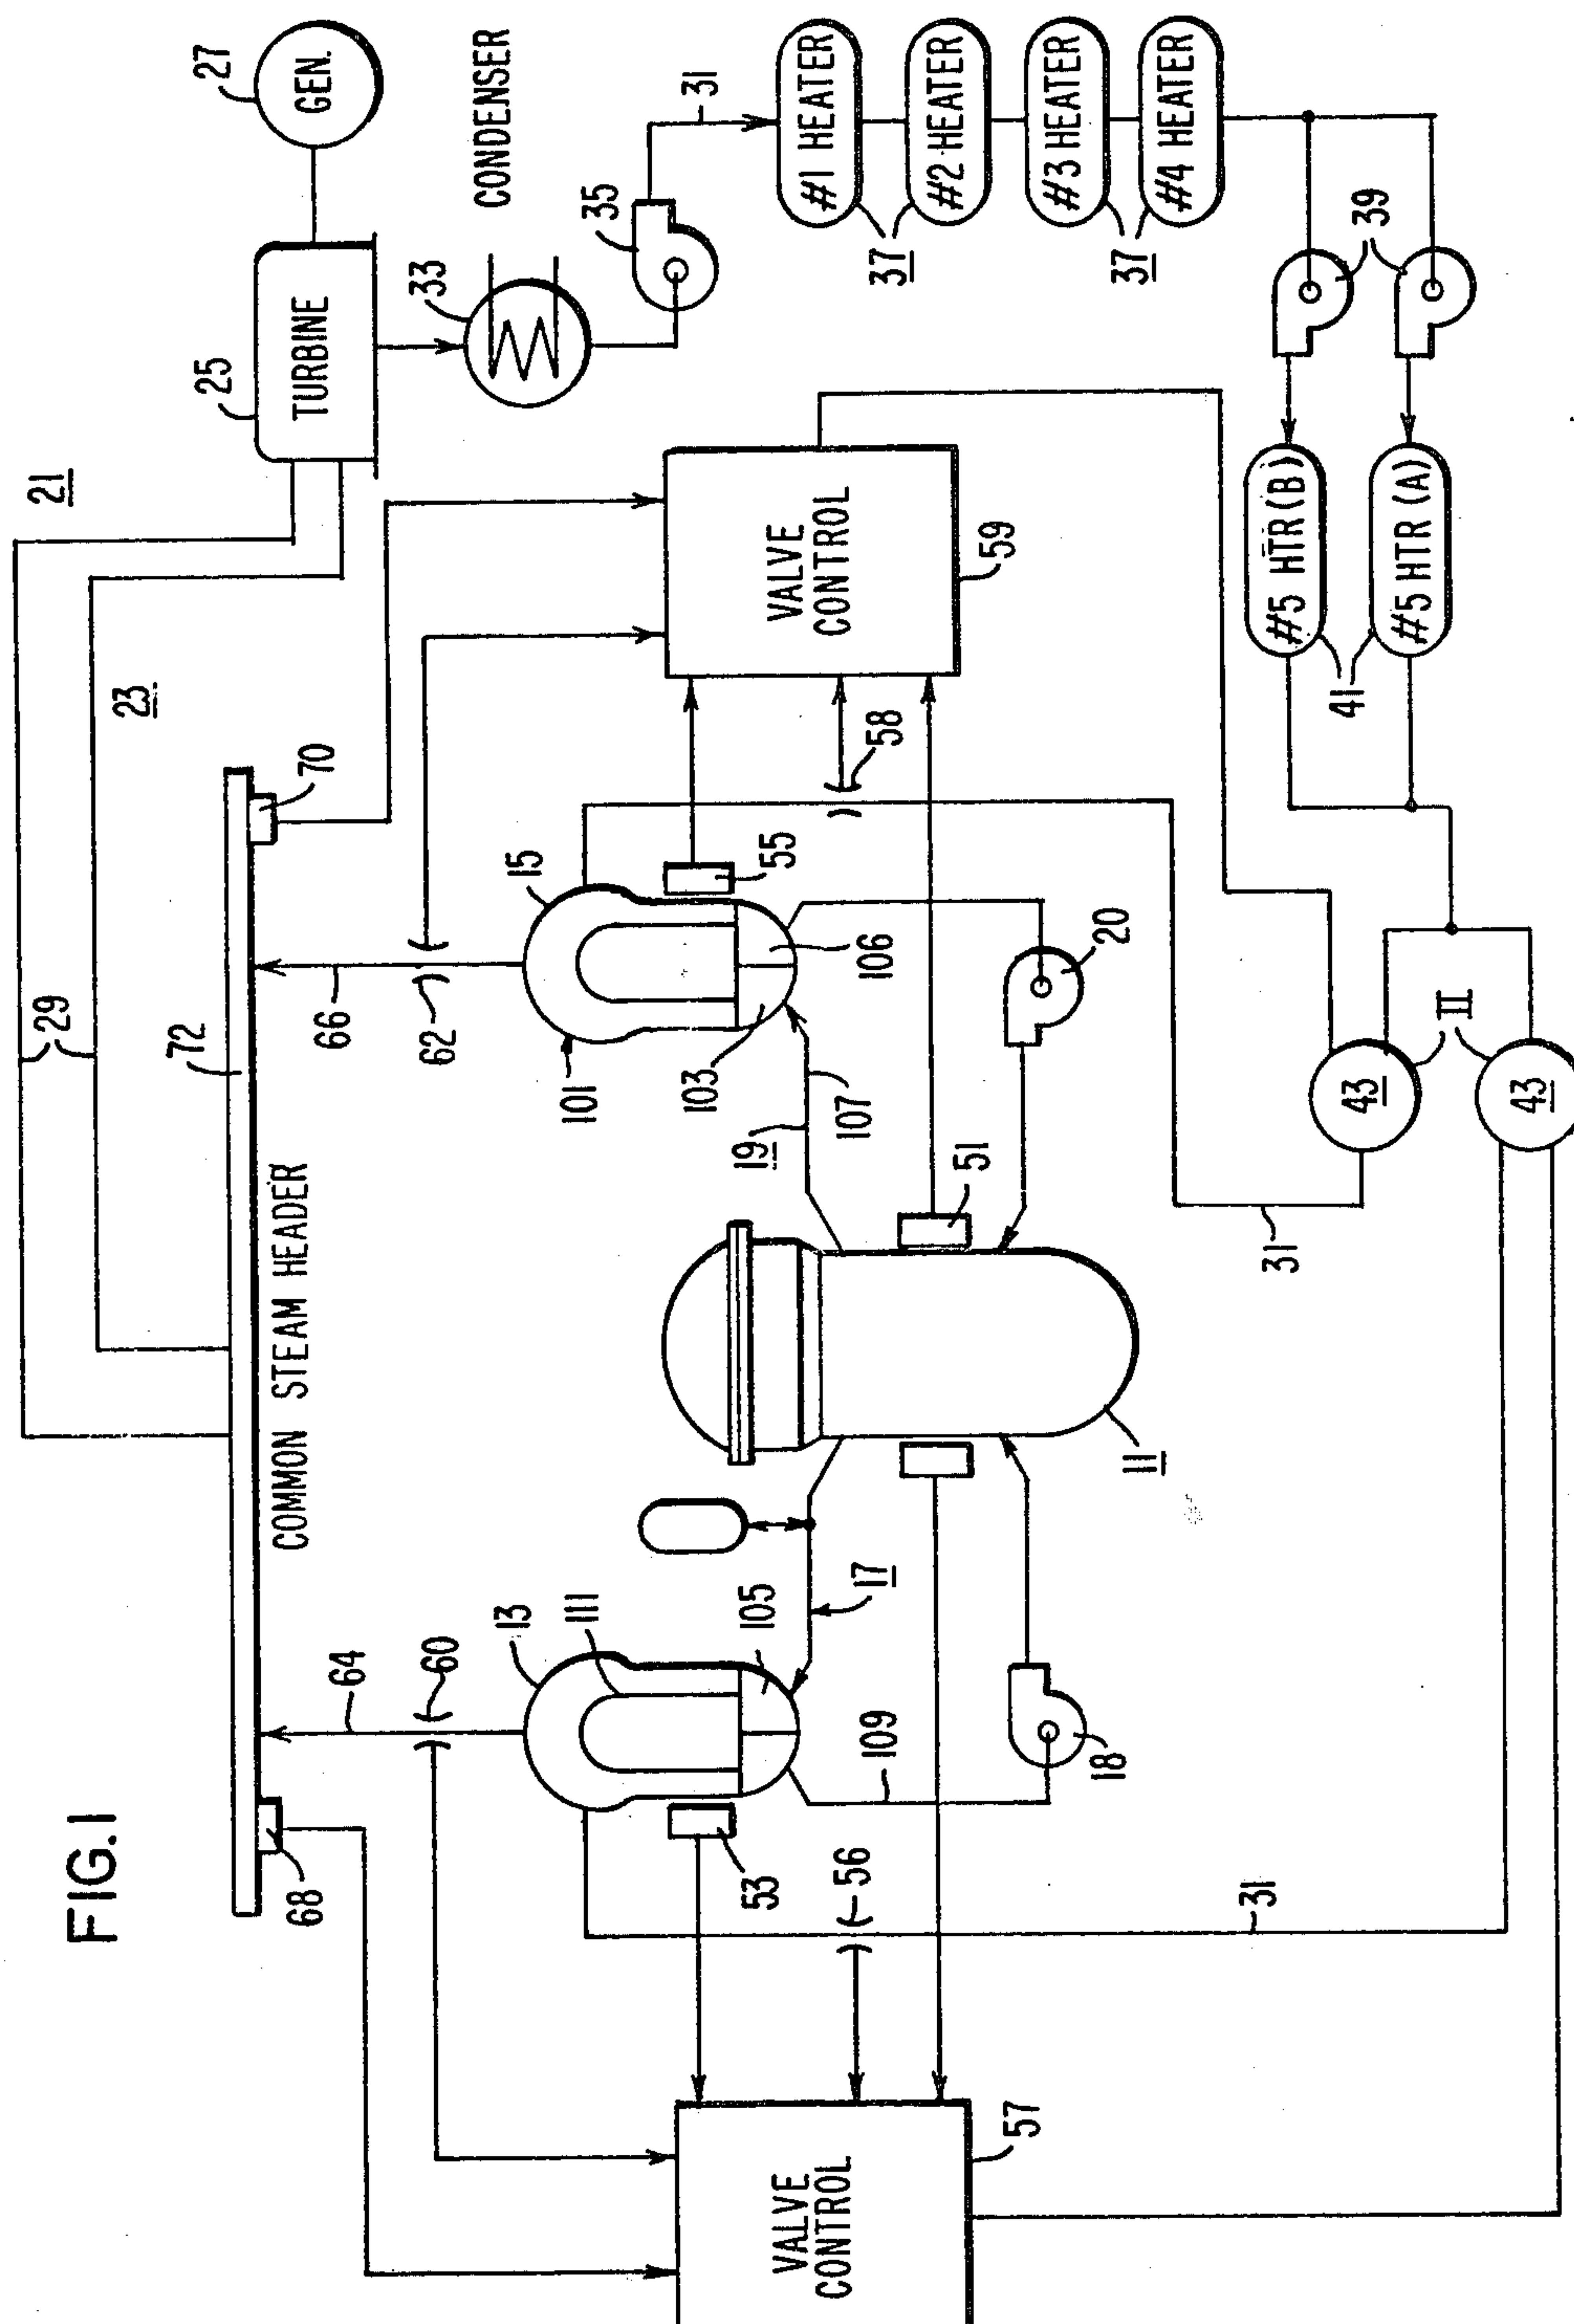 FIG.1
21
23
25
27
TURBINE
GEN.
29
72
COMMON STEAM HEADER
68
70
64
66
60
62
33
CONDENSER
35
31
#1 HEATER
#2 HEATER
#3 HEATER
#4 HEATER
37
37
39
#5 HTR (B)
#5 HTR (A)
41
13
111
105
15
101
103
106
107
109
17
19
53
55
51
56
58
VALVE
CONTROL
57
VALVE
CONTROL
59
18
20
11
31
31
43
43
II